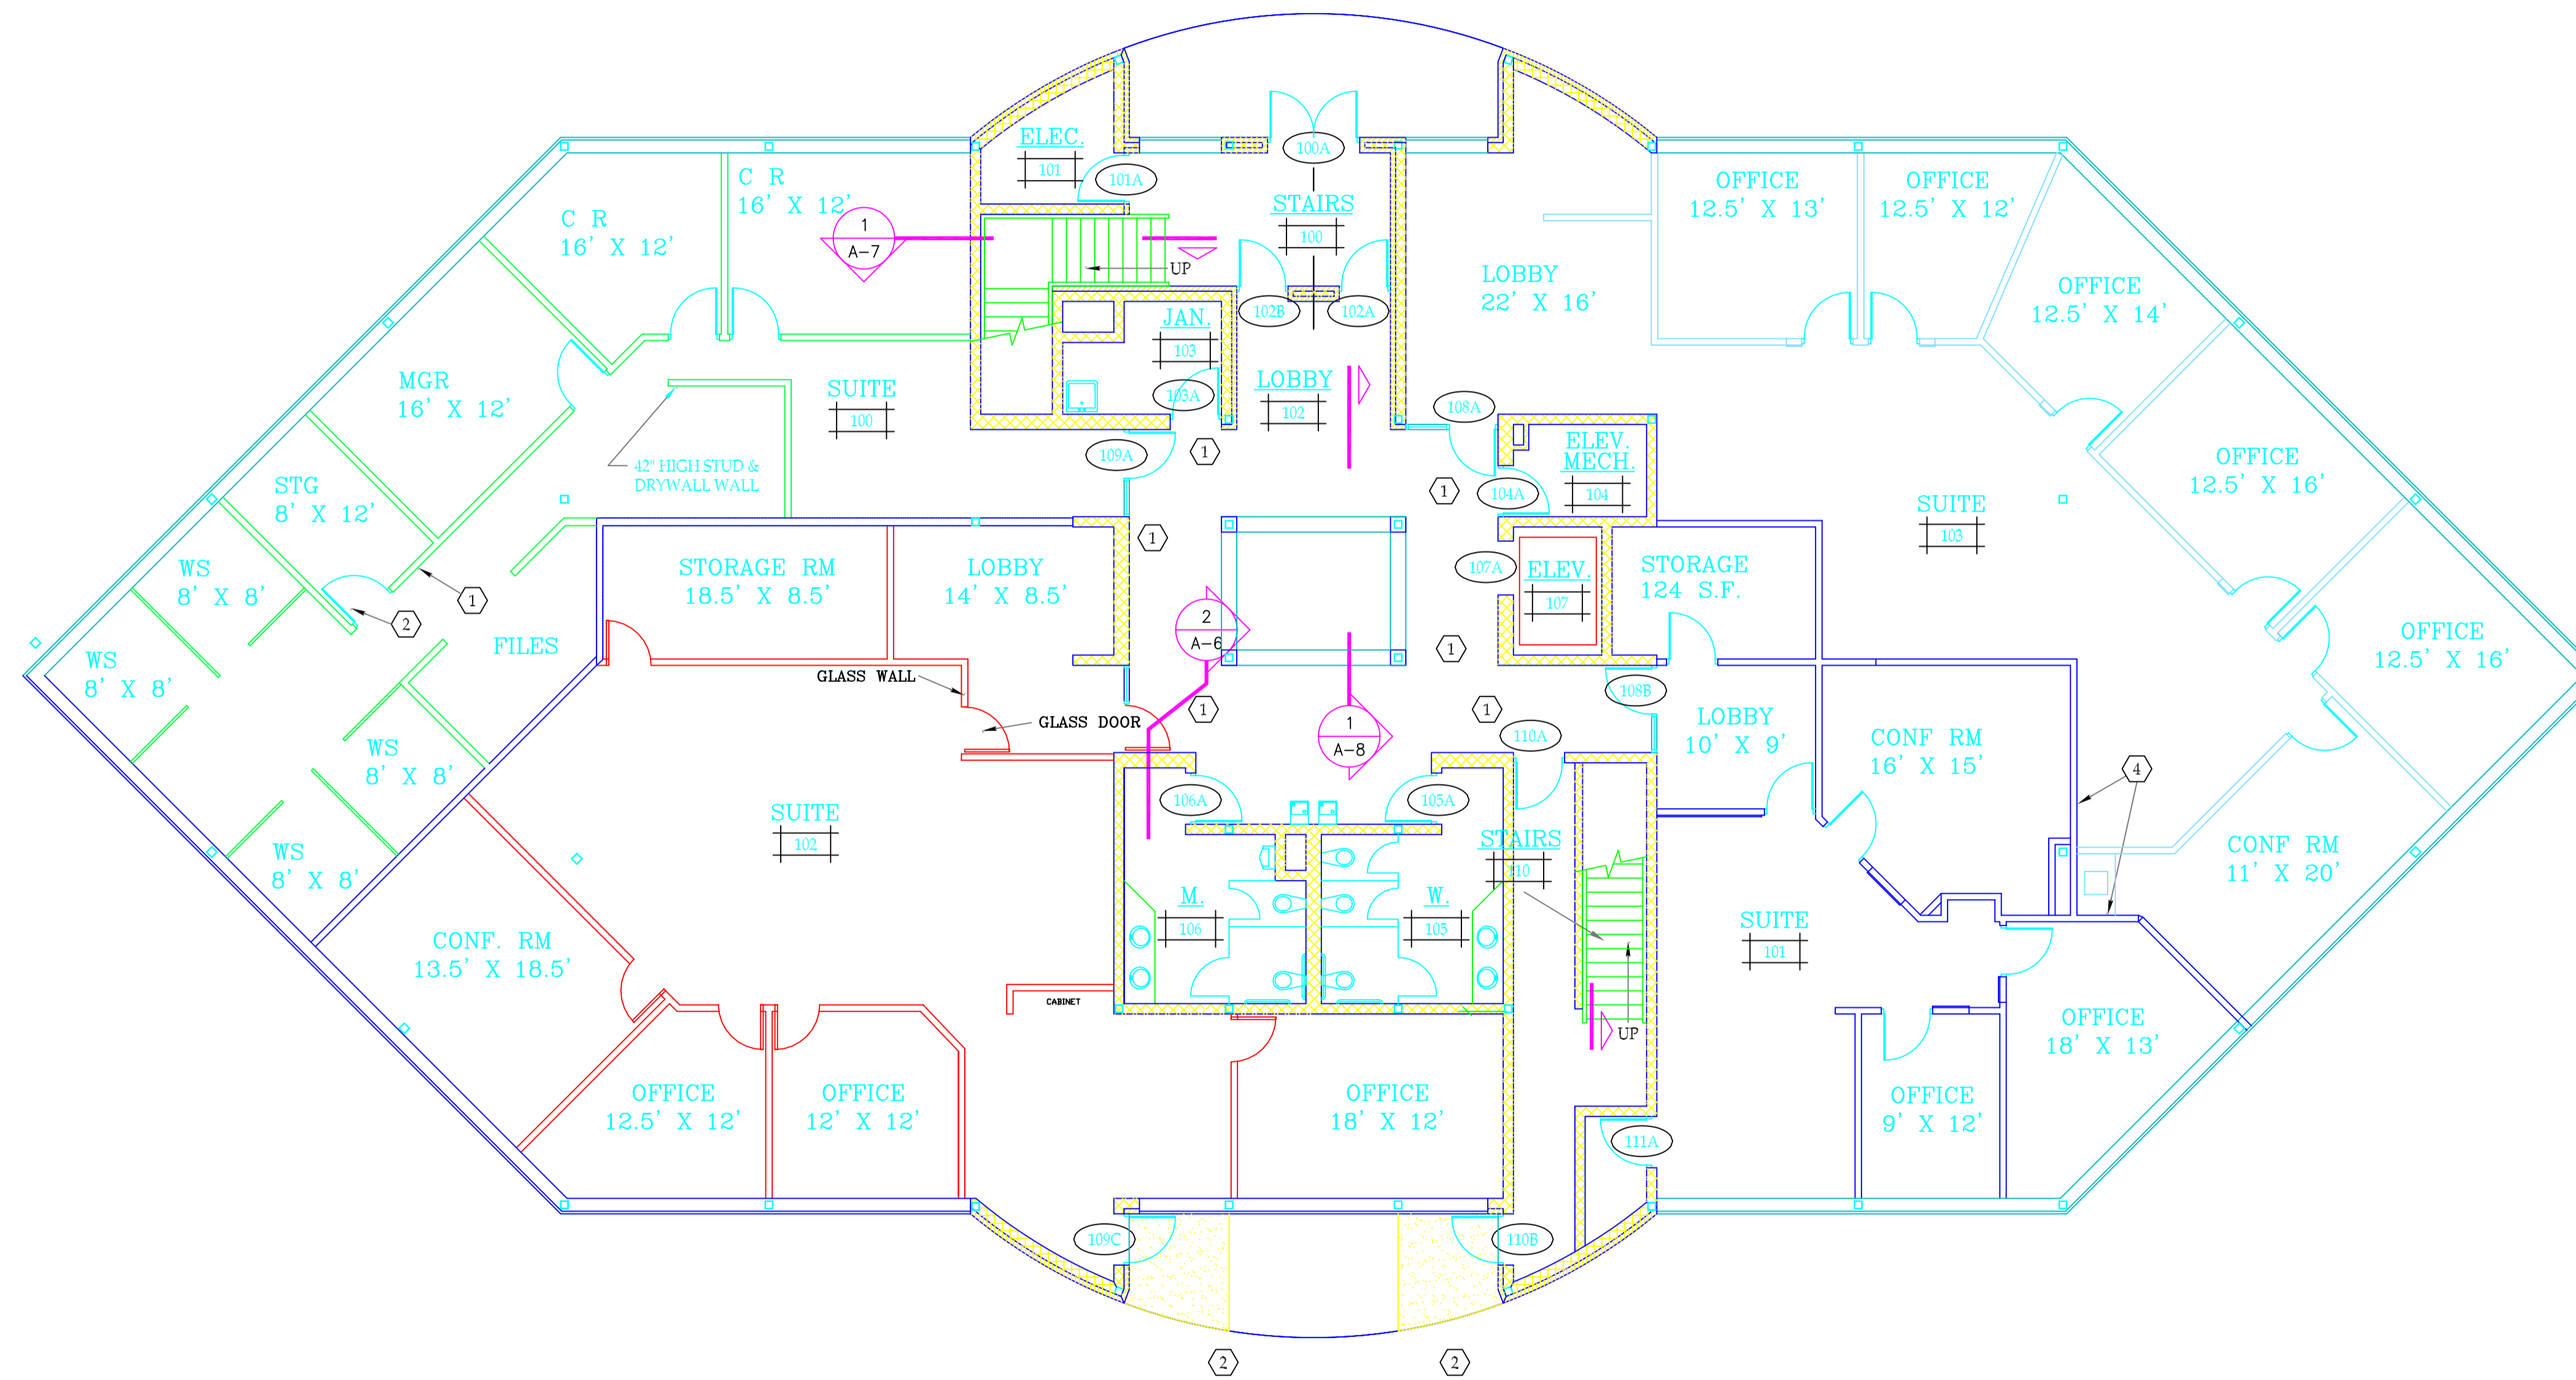 ELEC.
101
101A
100A
C R
16' X 12'
C R
16' X 12'
1
A-7
STAIRS
100
UP
102B
102A
OFFICE
12.5' X 13'
OFFICE
12.5' X 12'
LOBBY
22' X 16'
OFFICE
12.5' X 14'
JAN.
103
103A
LOBBY
102
MGR
16' X 12'
SUITE
100
42" HIGH STUD &
DRYWALL WALL
109A
1
108A
ELEV.
MECH.
104
104A
1
OFFICE
12.5' X 16'
SUITE
103
STG
8' X 12'
1
WS
8' X 8'
2
1
STORAGE RM
18.5' X 8.5'
LOBBY
14' X 8.5'
107A
ELEV.
107
STORAGE
124 S.F.
2
A-6
FILES
WS
8' X 8'
GLASS WALL
GLASS DOOR
1
1
1
108B
OFFICE
12.5' X 16'
LOBBY
10' X 9'
1
A-8
110A
CONF RM
16' X 15'
4
WS
8' X 8'
106A
105A
SUITE
102
STAIRS
110
WS
8' X 8'
CONF RM
11' X 20'
M.
106
W.
105
SUITE
101
CONF. RM
13.5' X 18.5'
CABINET
UP
OFFICE
18' X 13'
OFFICE
12.5' X 12'
OFFICE
12' X 12'
OFFICE
18' X 12'
OFFICE
9' X 12'
111A
109C
110B
2
2